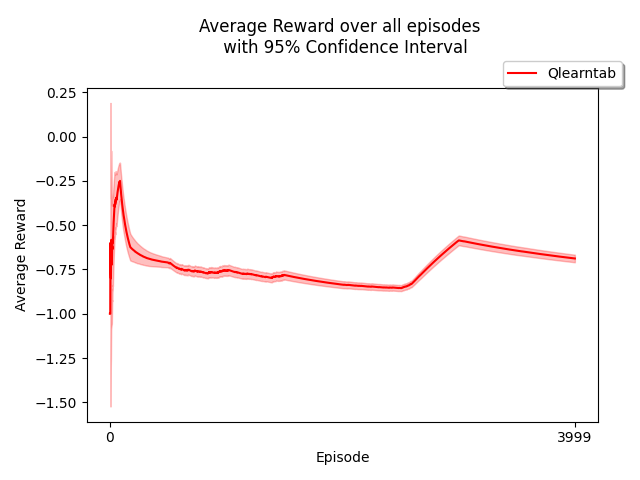 Average Reward over all episodes
with 95% Confidence Interval
Qlearntab
0.25
0.00
−0.25
−0.50
−0.75
−1.00
−1.25
−1.50
Average Reward
0
3999
Episode